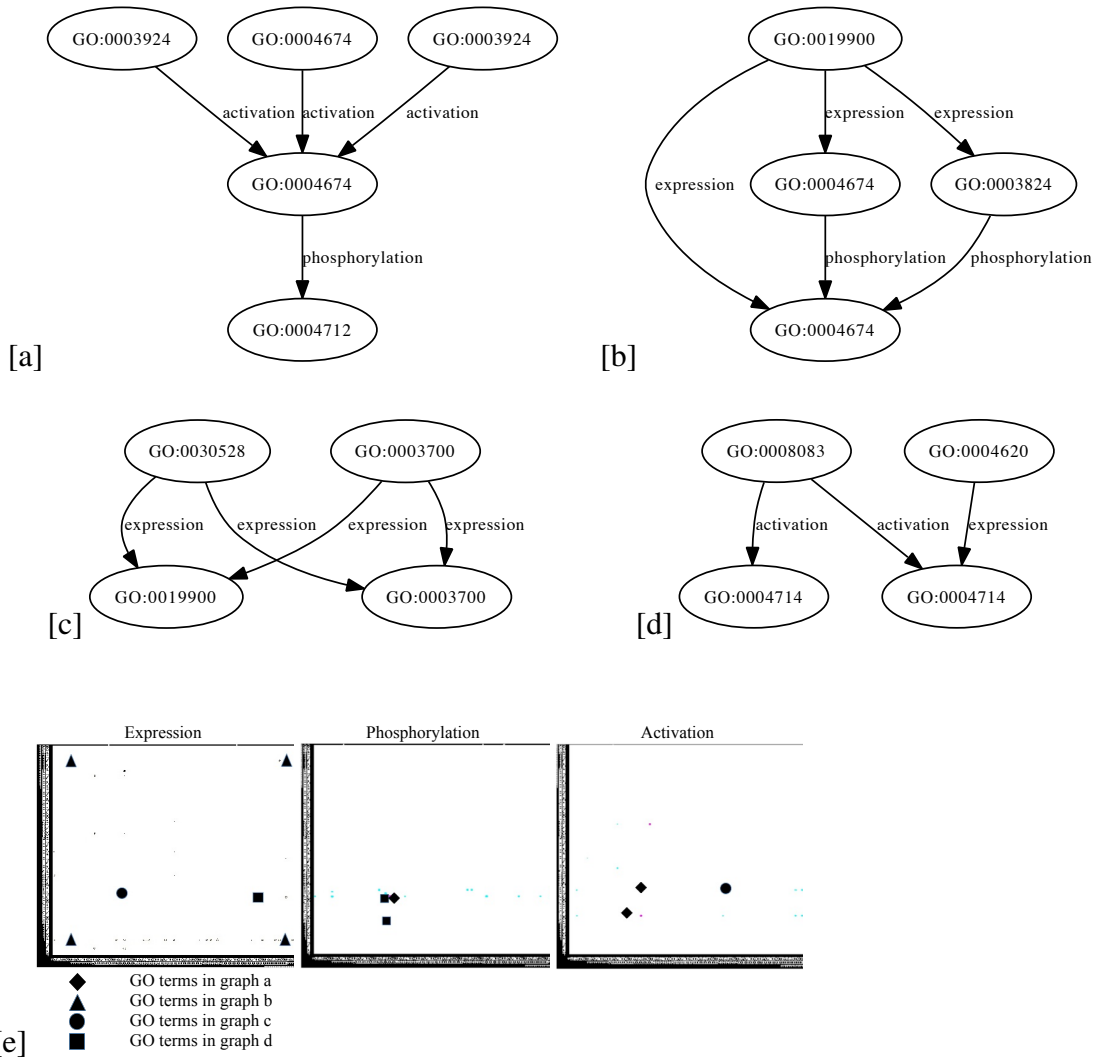 GO:0003924 GO:0004674 GO:0003924
activation activation activation
GO:0004674
phosphorylation
GO:0004712
[a]
GO:0019900
expression expression
expression GO:0004674 GO:0003824
phosphorylation phosphorylation
GO:0004674
[b]
GO:0030528 GO:0003700
expression expression expression expression
GO:0019900 GO:0003700
[c]
GO:0008083 GO:0004620
activation activation expression
GO:0004714 GO:0004714
[d]
Expression Phosphorylation Activation
GO terms in graph a
GO terms in graph b
GO terms in graph c
GO terms in graph d
[e]